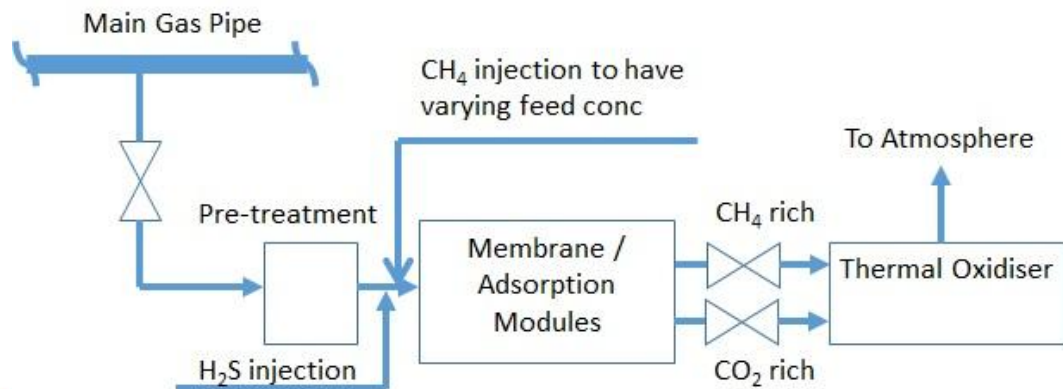 Main Gas Pipe
CH₄ injection to have
varying feed conc
To Atmosphere
Pre-treatment
CH₄ rich
Membrane /
Adsorption
Modules
Thermal Oxidiser
H₂S injection
CO₂ rich